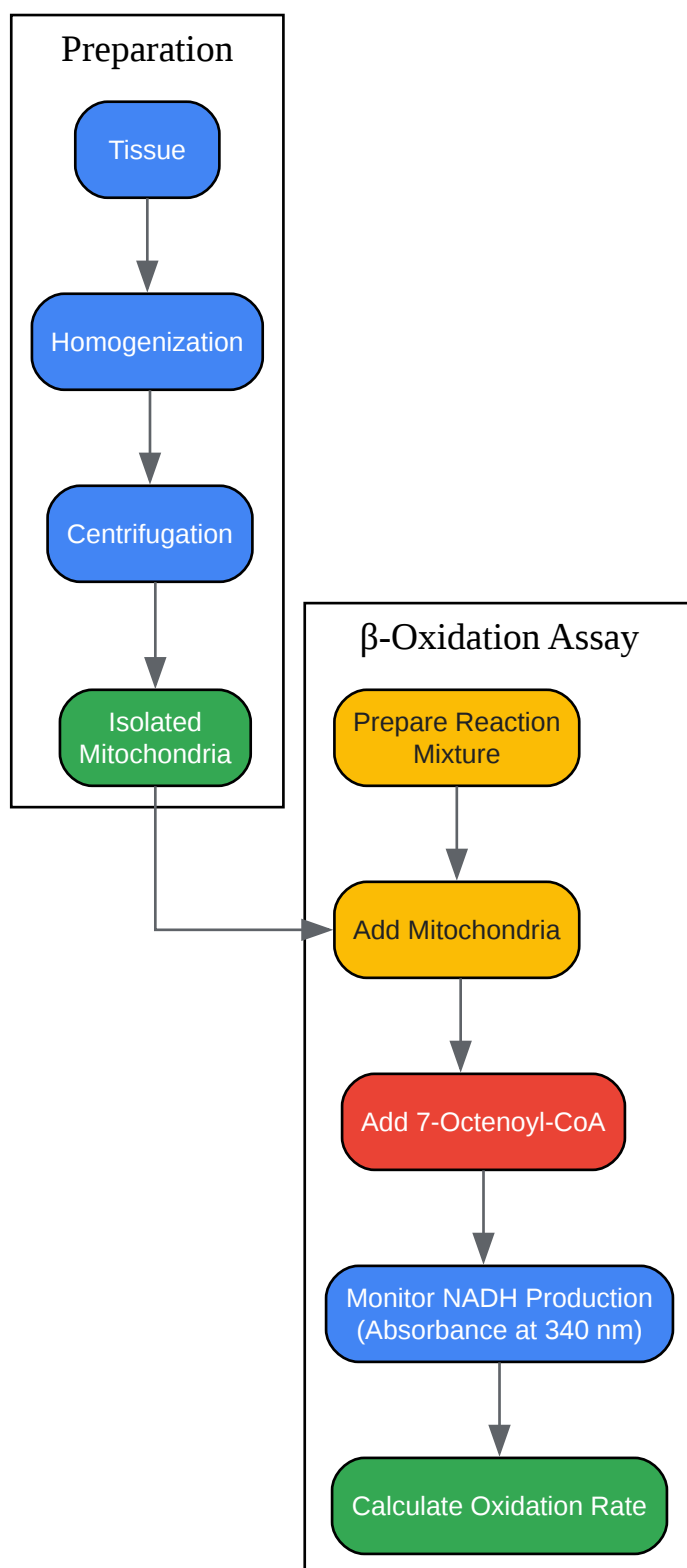 Preparation
Tissue
Homogenization
Centrifugation
Isolated
Mitochondria
β-Oxidation Assay
Prepare Reaction
Mixture
Add Mitochondria
Add 7-Octenoyl-CoA
Monitor NADH Production
(Absorbance at 340 nm)
Calculate Oxidation Rate